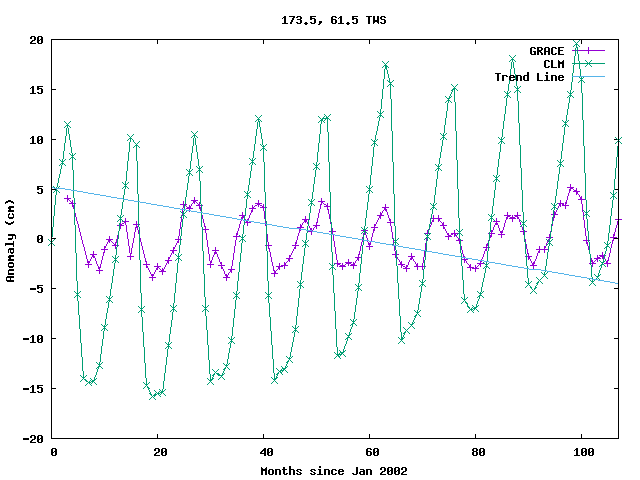 173.5, 61.5 TWS
GRACE
CLM
Trend Line
20
15
10
5
0
-5
-10
-15
-20
Anomaly (cm)
0 20 40 60 80 100
Months since Jan 2002